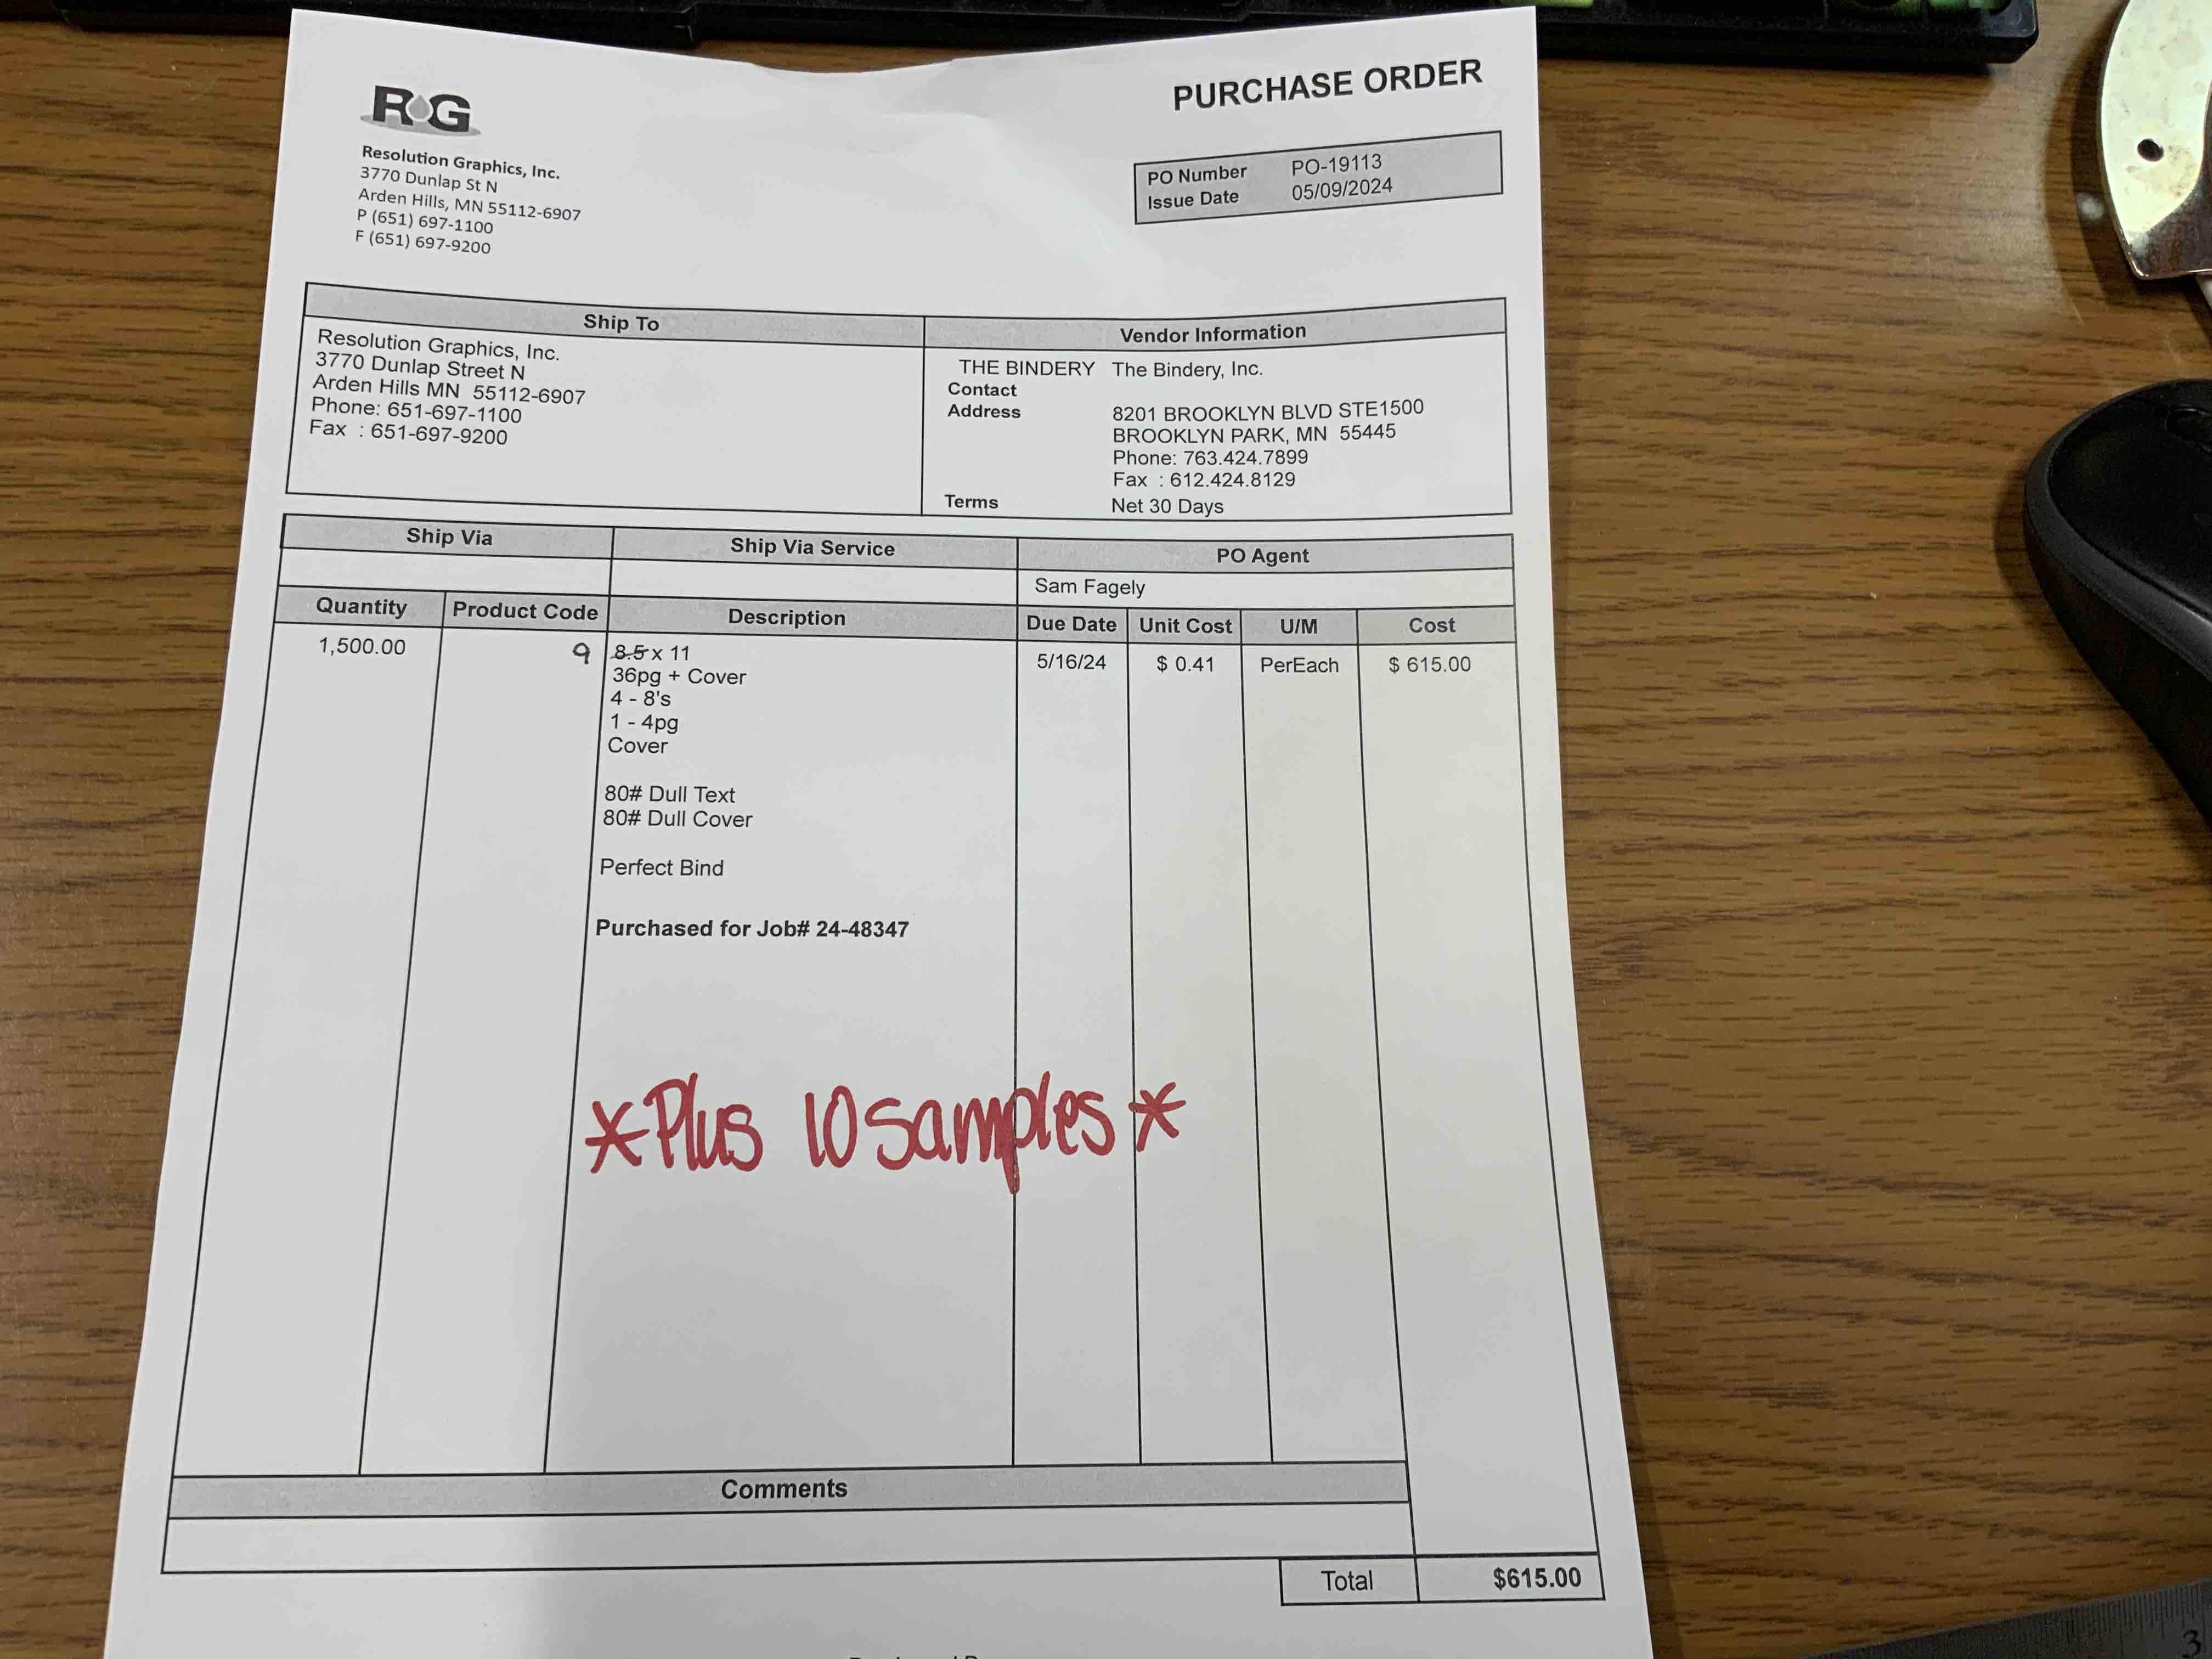 PURCHASE ORDER
RG
Resolution Graphics, Inc.
3770 Dunlap St N
Arden Hills, MN 55112-6907
P (651) 697-1100
F (651) 697-9200
PO Number PO-19113
Issue Date 05/09/2024
Ship To
Resolution Graphics, Inc.
3770 Dunlap Street N
Arden Hills MN 55112-6907
Phone: 651-697-1100
Fax : 651-697-9200
Vendor Information
THE BINDERY The Bindery, Inc.
Contact
Address 8201 BROOKLYN BLVD STE1500
BROOKLYN PARK, MN 55445
Phone: 763.424.7899
Fax : 612.424.8129
Terms Net 30 Days
Ship Via Ship Via Service PO Agent
Sam Fagely
Quantity Product Code Description Due Date Unit Cost U/M Cost
1,500.00 9 8.5 x 11 5/16/24 $ 0.41 PerEach $ 615.00
36pg + Cover
4 - 8's
1 - 4pg
Cover
80# Dull Text
80# Dull Cover
Perfect Bind
Purchased for Job# 24-48347
*Plus 10 samples*
Comments
Total $615.00
3